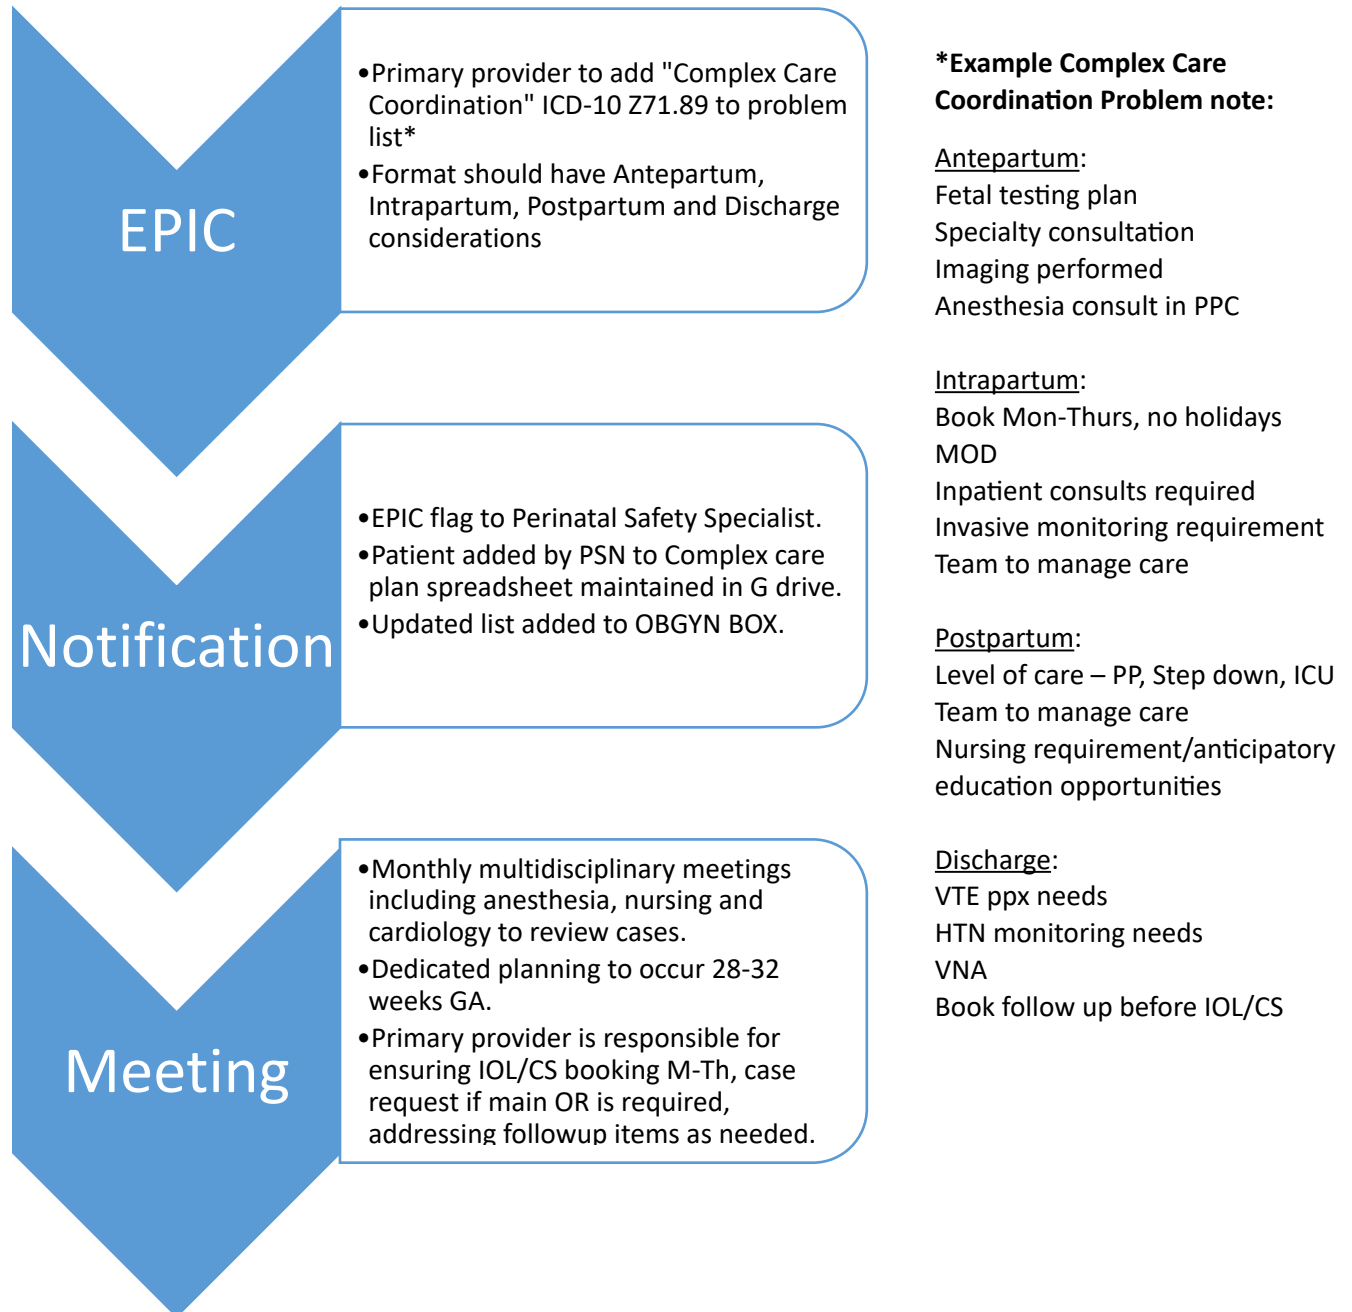 EPIC
•Primary provider to add "Complex Care
Coordination" ICD-10 Z71.89 to problem
list*
•Format should have Antepartum,
Intrapartum, Postpartum and Discharge
considerations
Notification
•EPIC flag to Perinatal Safety Specialist.
•Patient added by PSN to Complex care
plan spreadsheet maintained in G drive.
•Updated list added to OBGYN BOX.
Meeting
•Monthly multidisciplinary meetings
including anesthesia, nursing and
cardiology to review cases.
•Dedicated planning to occur 28-32
weeks GA.
•Primary provider is responsible for
ensuring IOL/CS booking M-Th, case
request if main OR is required,
addressing followup items as needed.
*Example Complex Care
Coordination Problem note:
Antepartum:
Fetal testing plan
Specialty consultation
Imaging performed
Anesthesia consult in PPC
Intrapartum:
Book Mon-Thurs, no holidays
MOD
Inpatient consults required
Invasive monitoring requirement
Team to manage care
Postpartum:
Level of care – PP, Step down, ICU
Team to manage care
Nursing requirement/anticipatory
education opportunities
Discharge:
VTE ppx needs
HTN monitoring needs
VNA
Book follow up before IOL/CS